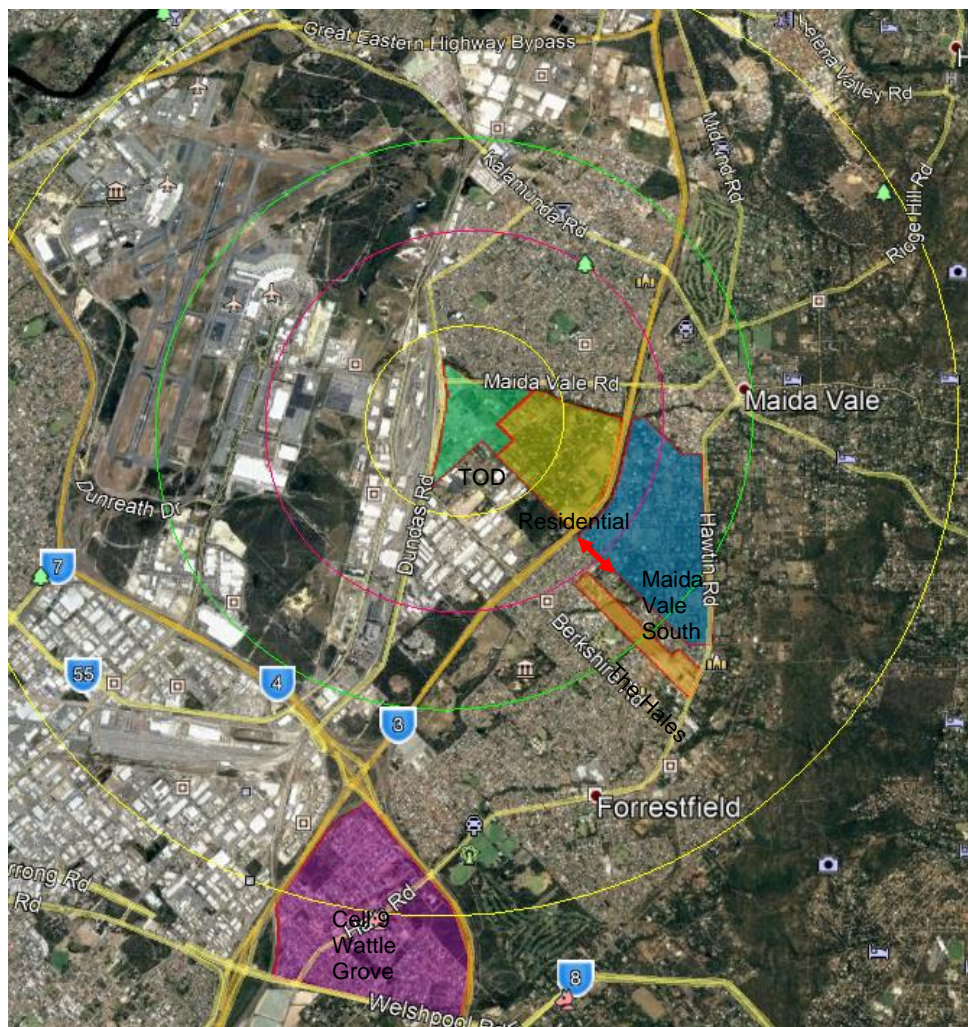 Great Eastern Highway Bypass
Helena Valley Rd
Kalamunda Rd
Midland Rd
Ridge Hill Rd
Maida Vale Rd
Maida Vale
TOD
Dunreath Dr
Dundas Rd
Residential
Hawtin Rd
7
Maida
Vale
South
Berkshire Rd
The Hales
55
4
3
Forrestfield
Rd
Rd
Rd
Cell 9
Wattle
Grove
8
Welshpool Rd